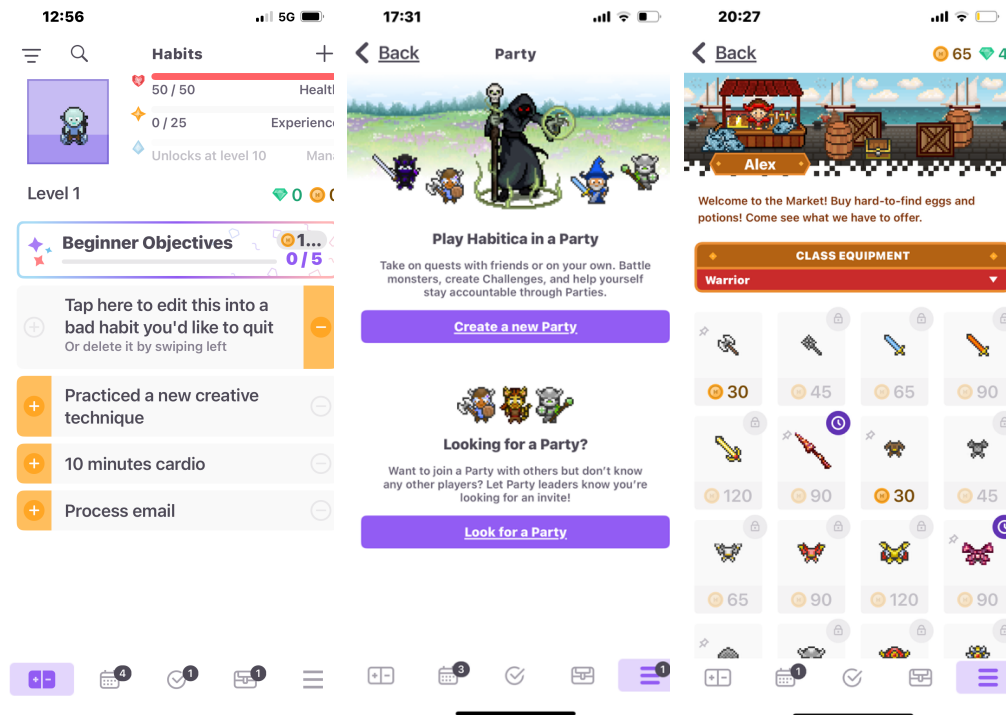 12:56
5G
Habits
50 / 50
Health
0 / 25
Experience
Unlocks at level 10
Man
Level 1
0
0
Beginner Objectives
1...
0 / 5
Tap here to edit this into a
bad habit you'd like to quit
Or delete it by swiping left
Practiced a new creative
technique
10 minutes cardio
Process email
4
1
1
17:31
Back
Party
Play Habitica in a Party
Take on quests with friends or on your own. Battle
monsters, create Challenges, and help yourself
stay accountable through Parties.
Create a new Party
Looking for a Party?
Want to join a Party with others but don't know
any other players? Let Party leaders know you're
looking for an invite!
Look for a Party
3
1
20:27
Back
65
4
Alex
Welcome to the Market! Buy hard-to-find eggs and
potions! Come see what we have to offer.
CLASS EQUIPMENT
Warrior
30
45
65
90
120
90
30
45
65
90
120
90
1